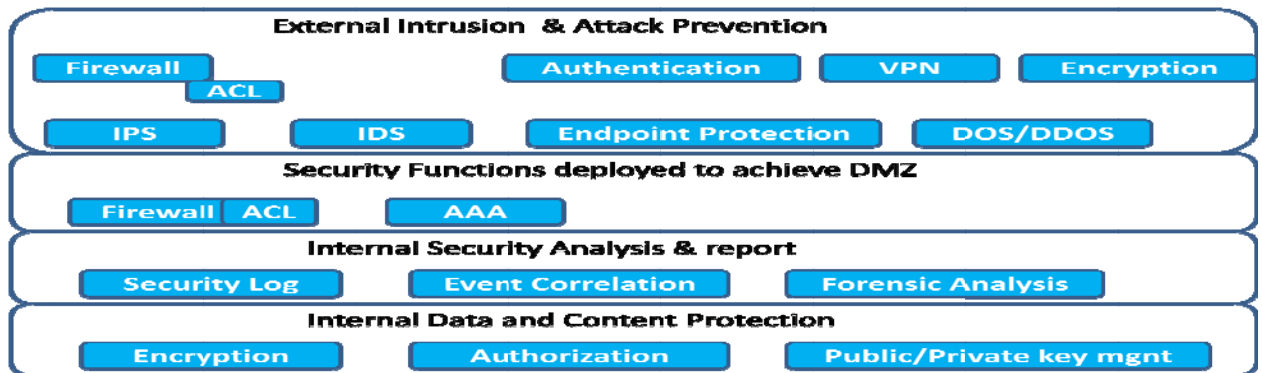 External Intrusion & Attack Prevention
Firewall Authentication VPN Encryption
ACL
IPS IDS Endpoint Protection DOS/DDOS
Security Functions deployed to achieve DMZ
Firewall ACL AAA
Internal Security Analysis & report
Security Log Event Correlation Forensic Analysis
Internal Data and Content Protection
Encryption Authorization Public/Private key mgnt